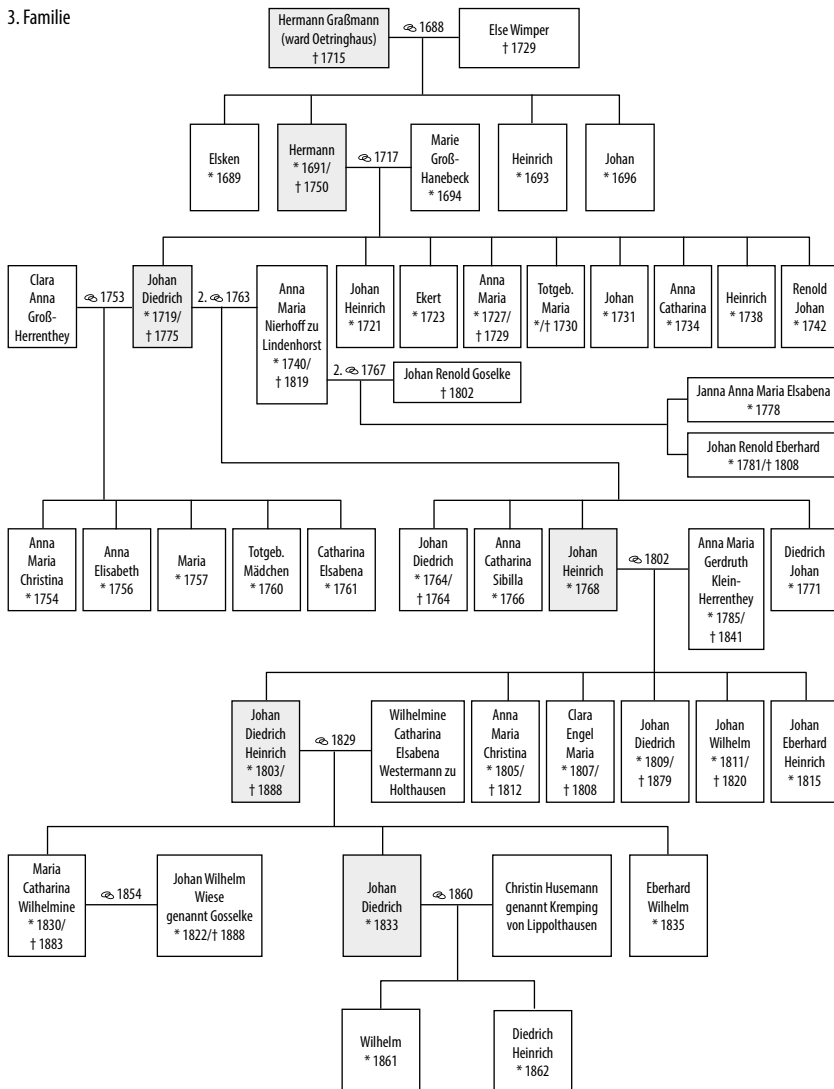 3. Familie
Hermann Graßmann
(ward Oetringhaus)
† 1715
⚭ 1688
Else Wimper
† 1729
Elsken
* 1689
Hermann
* 1691/
† 1750
⚭ 1717
Marie
Groß-
Hanebeck
* 1694
Heinrich
* 1693
Johan
* 1696
Clara
Anna
Groß-
Herrenthey
⚭ 1753
Johan
Diedrich
* 1719/
† 1775
2. ⚭ 1763
Anna
Maria
Nierhoff zu
Lindenhorst
* 1740/
† 1819
Johan
Heinrich
* 1721
Ekert
* 1723
Anna
Maria
* 1727/
† 1729
Totgeb.
Maria
*/† 1730
Johan
* 1731
Anna
Catharina
* 1734
Heinrich
* 1738
Renold
Johan
* 1742
2. ⚭ 1767
Johan Renold Goselke
† 1802
Janna Anna Maria Elsabena
* 1778
Johan Renold Eberhard
* 1781/† 1808
Anna
Maria
Christina
* 1754
Anna
Elisabeth
* 1756
Maria
* 1757
Totgeb.
Mädchen
* 1760
Catharina
Elsabena
* 1761
Johan
Diedrich
* 1764/
† 1764
Anna
Catharina
Sibilla
* 1766
Johan
Heinrich
* 1768
⚭ 1802
Anna Maria
Gerdruth
Klein-
Herrenthey
* 1785/
† 1841
Diedrich
Johan
* 1771
Johan
Diedrich
Heinrich
* 1803/
† 1888
⚭ 1829
Wilhelmine
Catharina
Elsabena
Westermann zu
Holthausen
Anna
Maria
Christina
* 1805/
† 1812
Clara
Engel
Maria
* 1807/
† 1808
Johan
Diedrich
* 1809/
† 1879
Johan
Wilhelm
* 1811/
† 1820
Johan
Eberhard
Heinrich
* 1815
Maria
Catharina
Wilhelmine
* 1830/
† 1883
⚭ 1854
Johan Wilhelm
Wiese
genannt Gosselke
* 1822/† 1888
Johan
Diedrich
* 1833
⚭ 1860
Christin Husemann
genannt Kremping
von Lippolthausen
Eberhard
Wilhelm
* 1835
Wilhelm
* 1861
Diedrich
Heinrich
* 1862